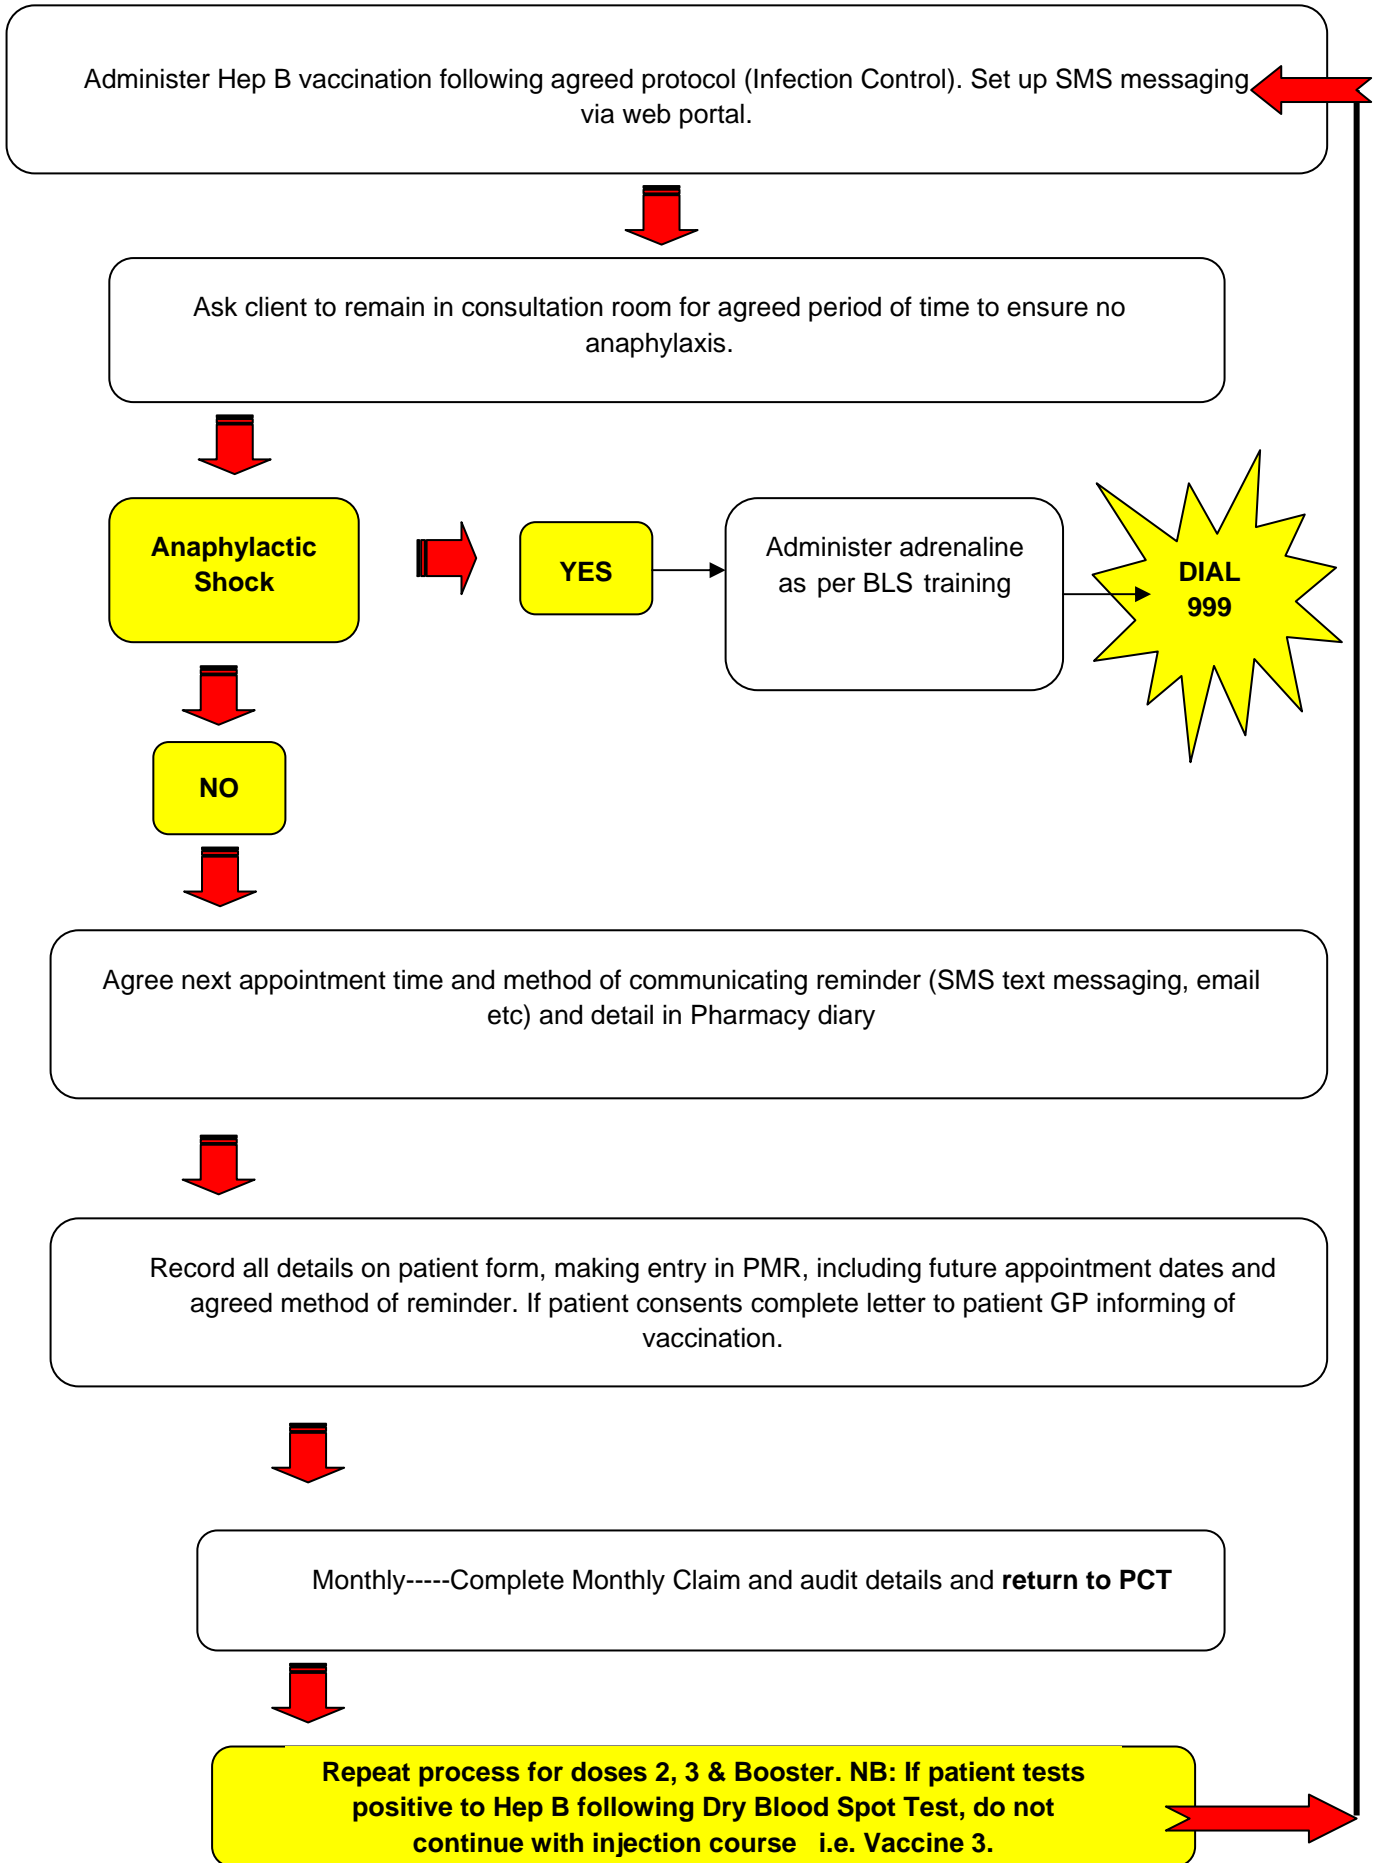 Administer Hep B vaccination following agreed protocol (Infection Control). Set up SMS messaging
via web portal.
Ask client to remain in consultation room for agreed period of time to ensure no
anaphylaxis.
Anaphylactic
Shock
YES
Administer adrenaline
as per BLS training
DIAL
999
NO
Agree next appointment time and method of communicating reminder (SMS text messaging, email
etc) and detail in Pharmacy diary
Record all details on patient form, making entry in PMR, including future appointment dates and
agreed method of reminder. If patient consents complete letter to patient GP informing of
vaccination.
Monthly-----Complete Monthly Claim and audit details and return to PCT
Repeat process for doses 2, 3 & Booster. NB: If patient tests
positive to Hep B following Dry Blood Spot Test, do not
continue with injection course i.e. Vaccine 3.